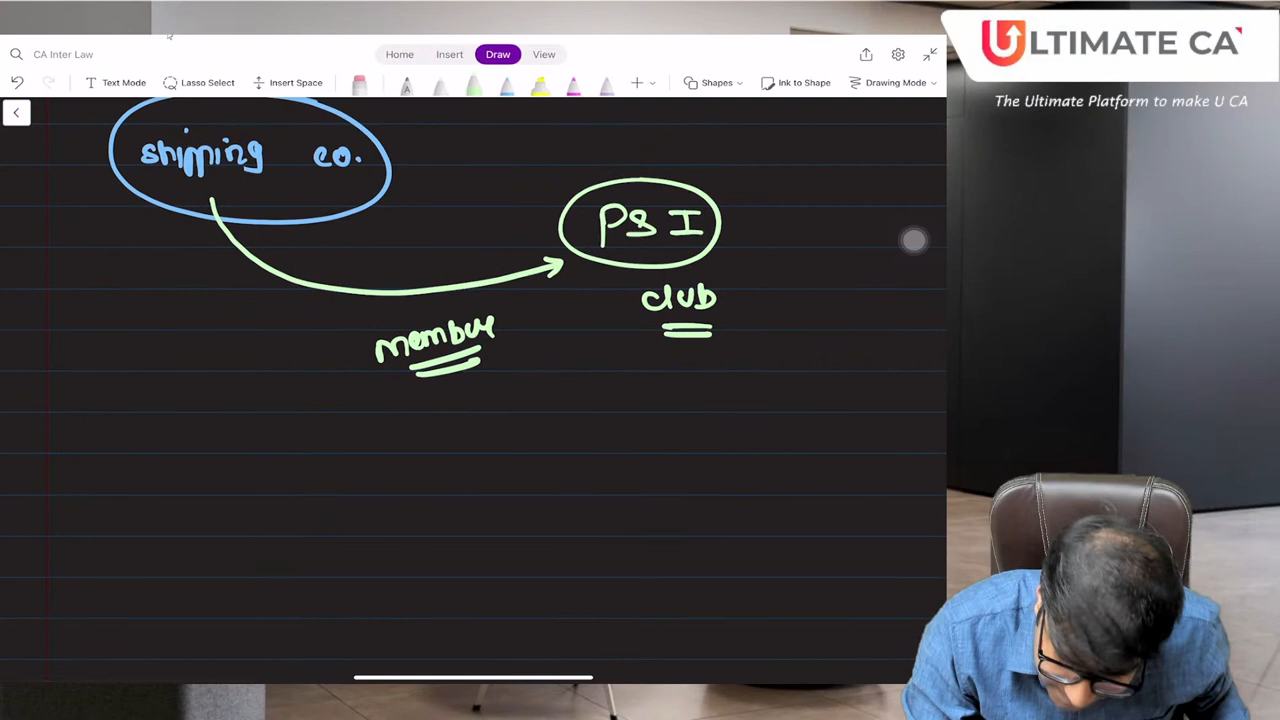 ULTIMATE CA
The Ultimate Platform to make U CA
CA Inter Law
Home Insert Draw View
Text Mode Lasso Select Insert Space Shapes Ink to Shape Drawing Mode
shipping co.
P & I
club
member